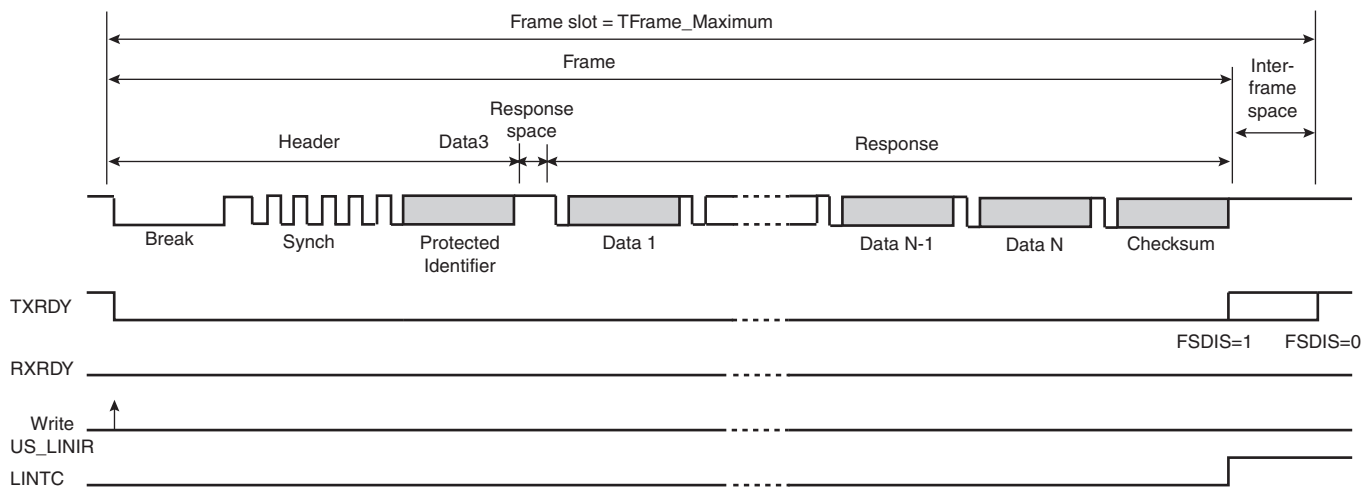 Frame slot = TFrame_Maximum
Frame
Inter-
frame
space
Response
space
Header
Data3
Response
Break
Synch
Protected
Identifier
Data 1
Data N-1
Data N
Checksum
TXRDY
FSDIS=1
FSDIS=0
RXRDY
Write
US_LINIR
LINTC